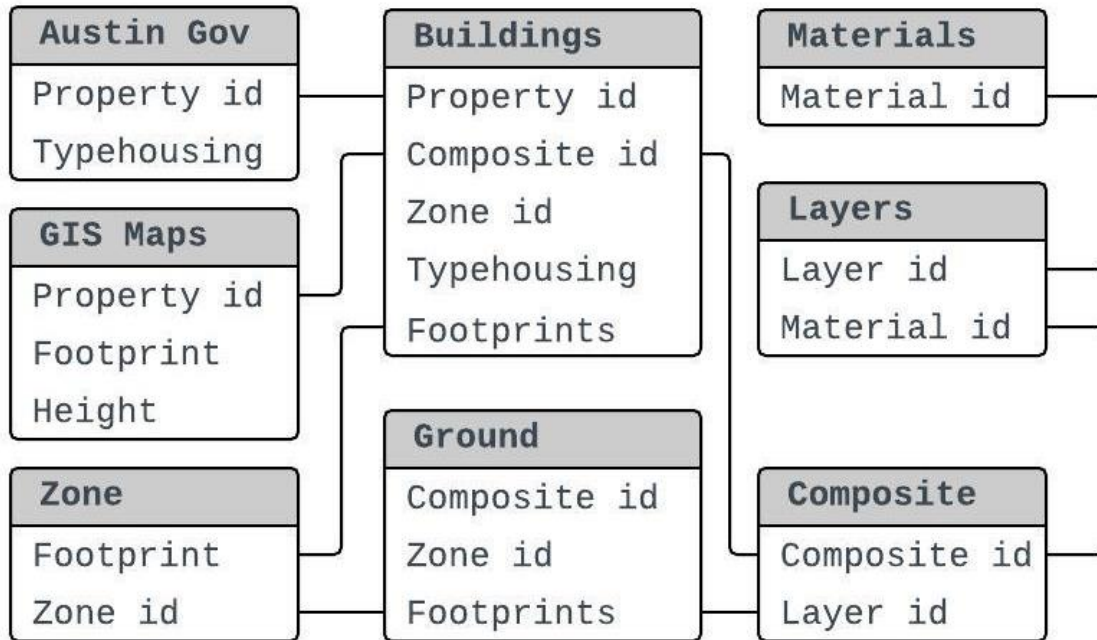 Austin Gov
Property id
Typehousing
GIS Maps
Property id
Footprint
Height
Zone
Footprint
Zone id
Buildings
Property id
Composite id
Zone id
Typehousing
Footprints
Ground
Composite id
Zone id
Footprints
Materials
Material id
Layers
Layer id
Material id
Composite
Composite id
Layer id